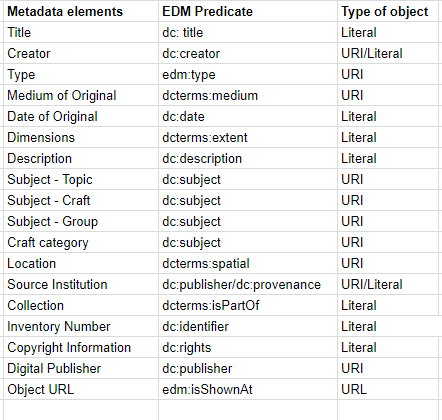 Metadata elements EDM Predicate Type of object
Title dc: title Literal
Creator dc:creator URI/Literal
Type edm:type URI
Medium of Original dcterms:medium URI
Date of Original dc:date Literal
Dimensions dcterms:extent Literal
Description dc:description Literal
Subject - Topic dc:subject URI
Subject - Craft dc:subject URI
Subject - Group dc:subject URI
Craft category dc:subject URI
Location dcterms:spatial URI
Source Institution dc:publisher/dc:provenance URI/Literal
Collection dcterms:isPartOf Literal
Inventory Number dc:identifier Literal
Copyright Information dc:rights Literal
Digital Publisher dc:publisher URI
Object URL edm:isShownAt URL